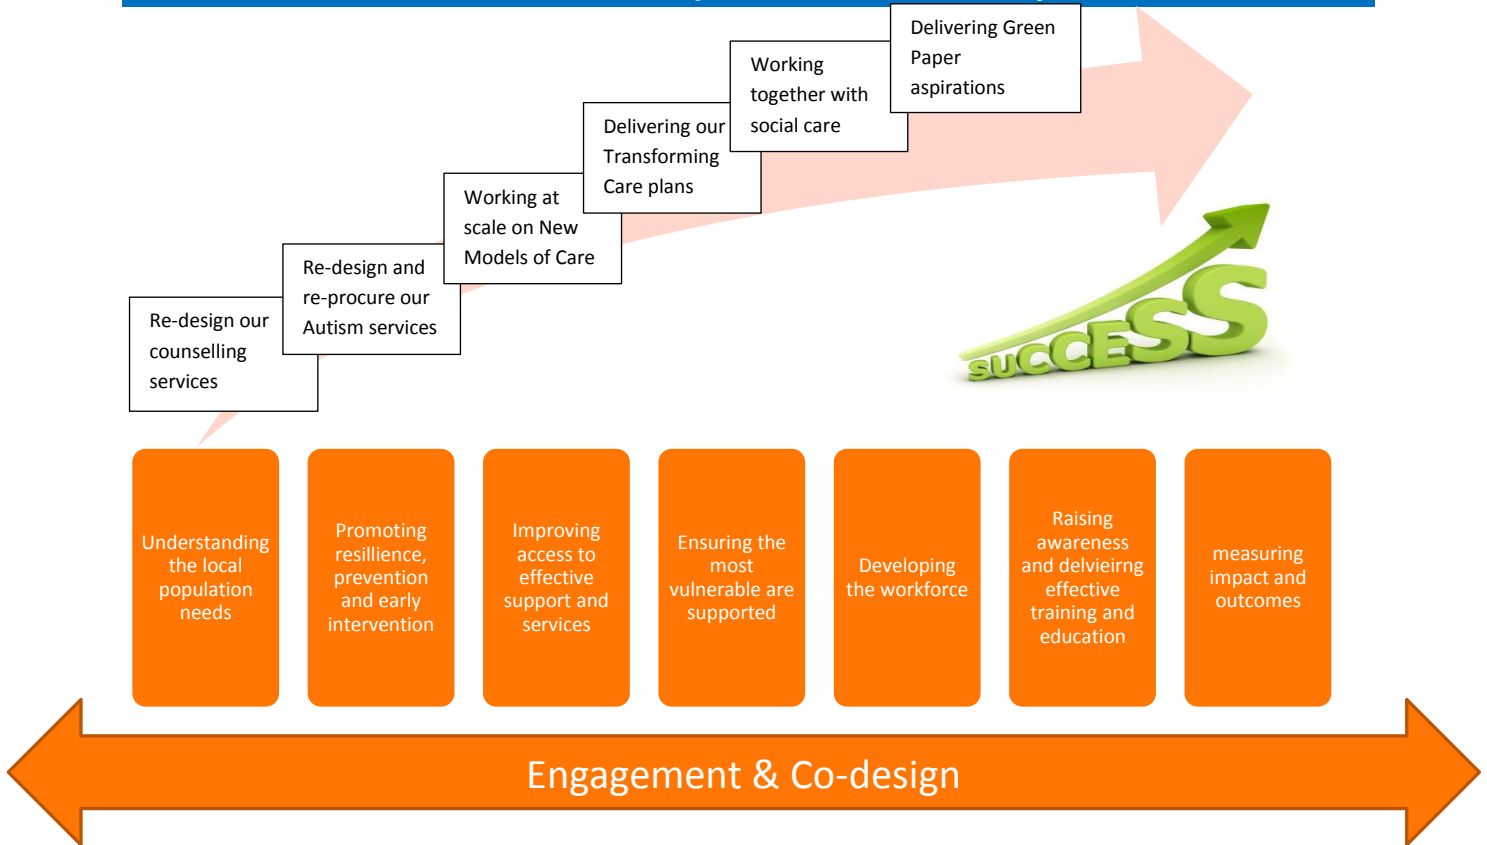 Delivering Green
Paper
aspirations
Working
together with
social care
Delivering our
Transforming
Care plans
Working at
scale on New
Models of Care
Re-design and
re-procure our
Autism services
Re-design our
counselling
services
SUCCESS
Understanding
the local
population
needs
Promoting
resillience,
prevention
and early
intervention
Improving
access to
effective
support and
services
Ensuring the
most
vulnerable are
supported
Developing
the workforce
Raising
awareness
and delvieirng
effective
training and
education
measuring
impact and
outcomes
Engagement & Co-design